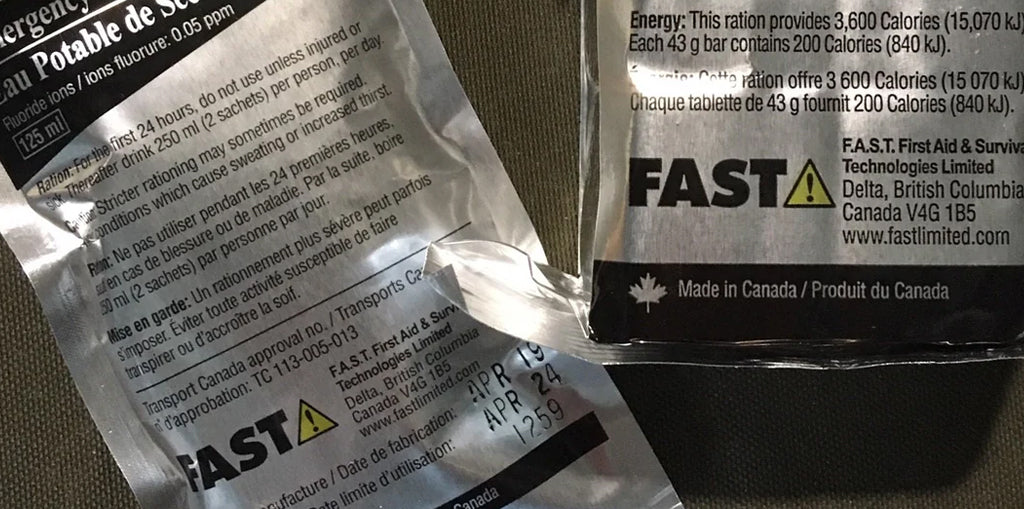 Potable de
Fluoride ions / ions fluorure: 0.05 ppm
125 ml
Ration: For the first 24 hours, do not use unless injured or
sick. Thereafter drink 250 ml (2 sachets) per person, per day.
Stricter rationing may sometimes be required.
conditions which cause sweating or increased thirst.
Ne pas utiliser pendant les 24 premières heures,
en cas de blessure ou de maladie. Par la suite, boire
ml (2 sachets) par personne par jour.
Mise en garde: Un rationnement plus sévère peut parfois
s'imposer. Éviter toute activité susceptible de faire
transpirer ou d'accroître la soif.
Transport Canada approval no. / Transports
n° d'approbation: TC 113-005-013
FAST
F.A.S.T. First Aid &
Technologies Limited
Delta, British Columbia
Canada V4G 1B5
www.fastlimited.com
/ Date de fabrication: APR 19
limite d'utilisation: APR 24
1259
Canada
Energy: This ration provides 3,600 Calories (15,070 kJ)
Each 43 g bar contains 200 Calories (840 kJ).
Énergie: Cette ration offre 3 600 Calories (15 070 kJ)
Chaque tablette de 43 g fournit 200 Calories (840 kJ).
FAST
F.A.S.T. First Aid &
Technologies Limited
Delta, British Columbia
Canada V4G 1B5
www.fastlimited.com
Made in Canada / Produit du Canada